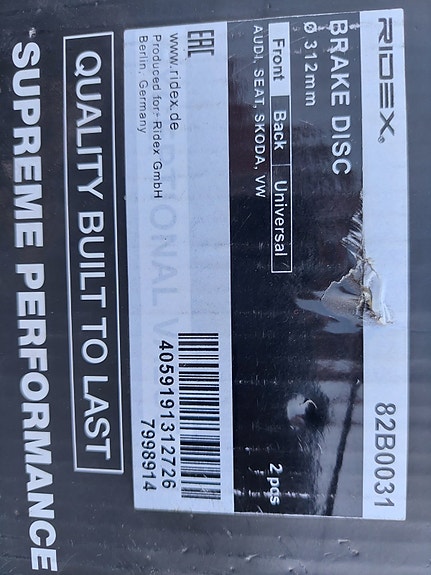 RIDEX®
82B0031
BRAKE DISC
Ø 312mm
Front Back Universal
AUDI, SEAT, SKODA, VW
2 pcs
EAC
www.ridex.de
Produced for Ridex GmbH
Berlin, Germany
4059191312726
7998914
QUALITY BUILT TO LAST
SUPREME PERFORMANCE